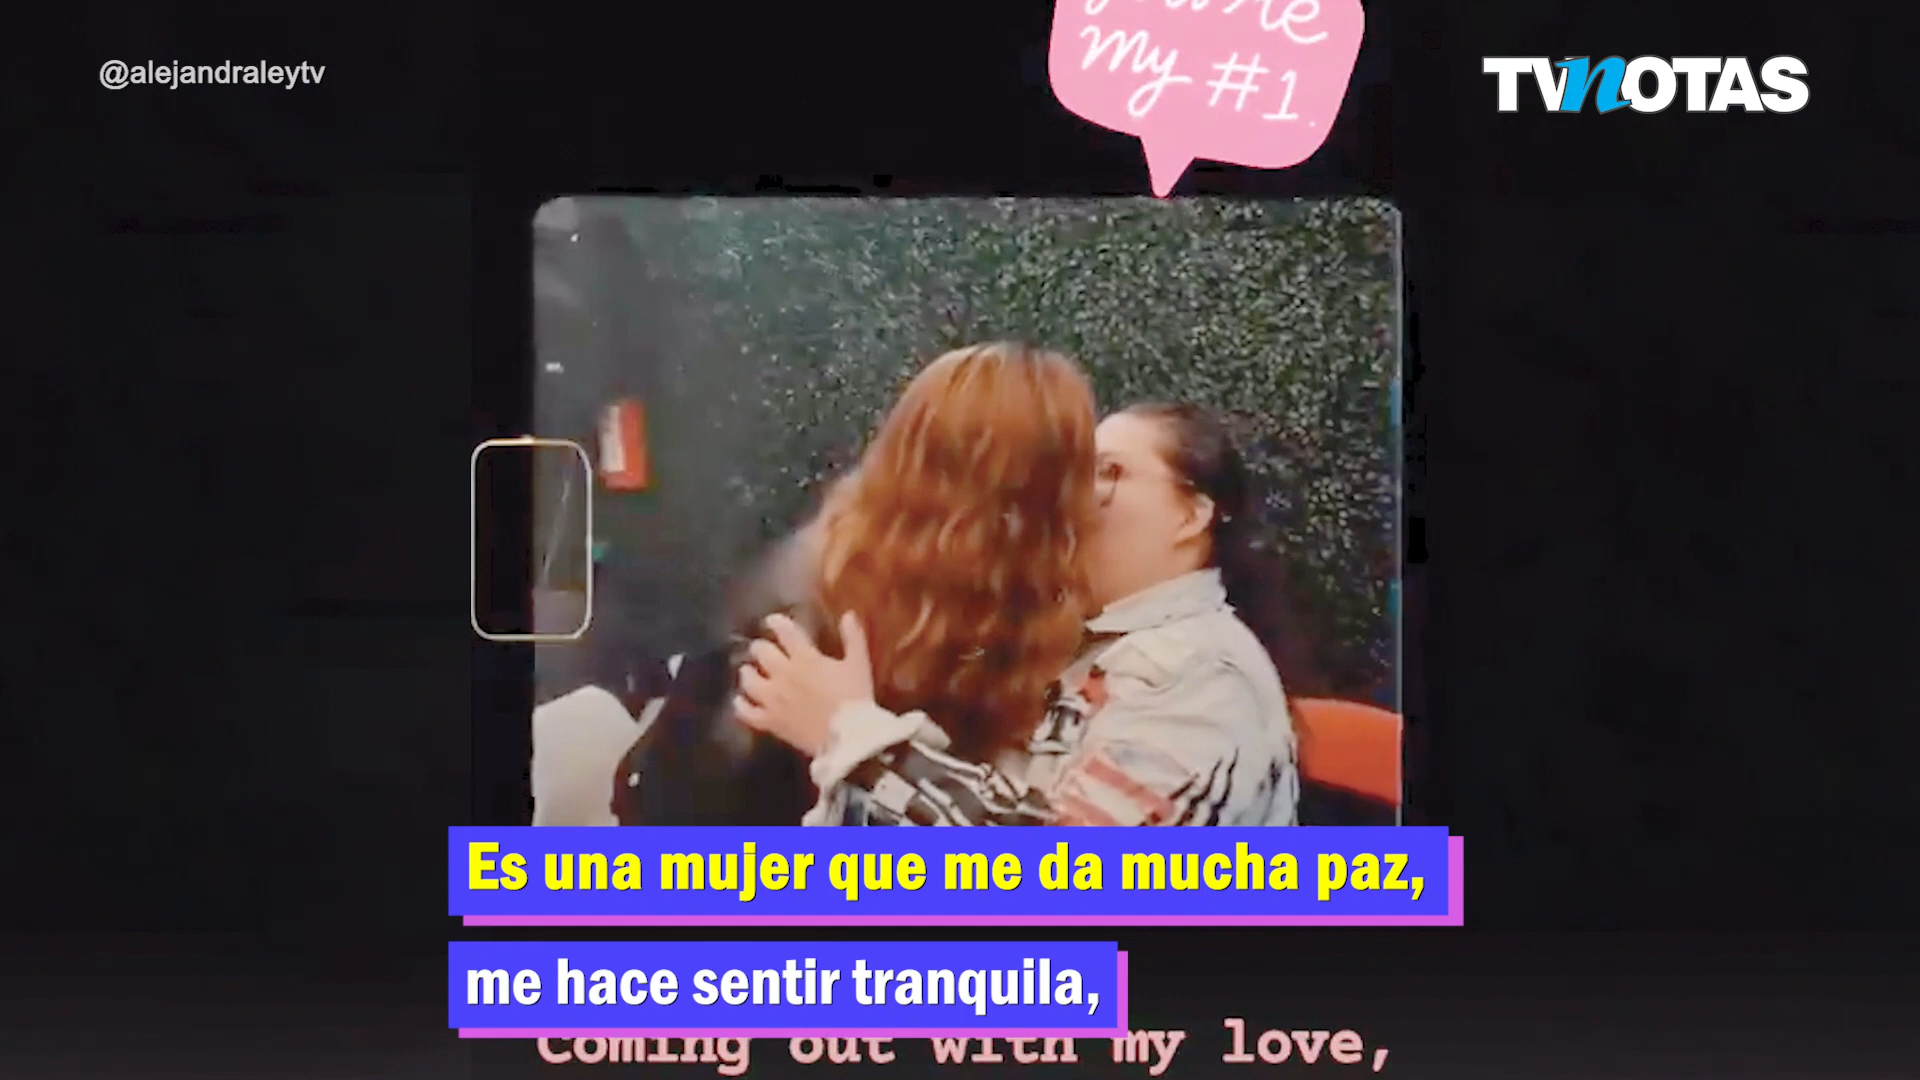 @alejandraleytv
TVnOTAS
my #1.
Es una mujer que me da mucha paz,
me hace sentir tranquila,
Coming out with my love,